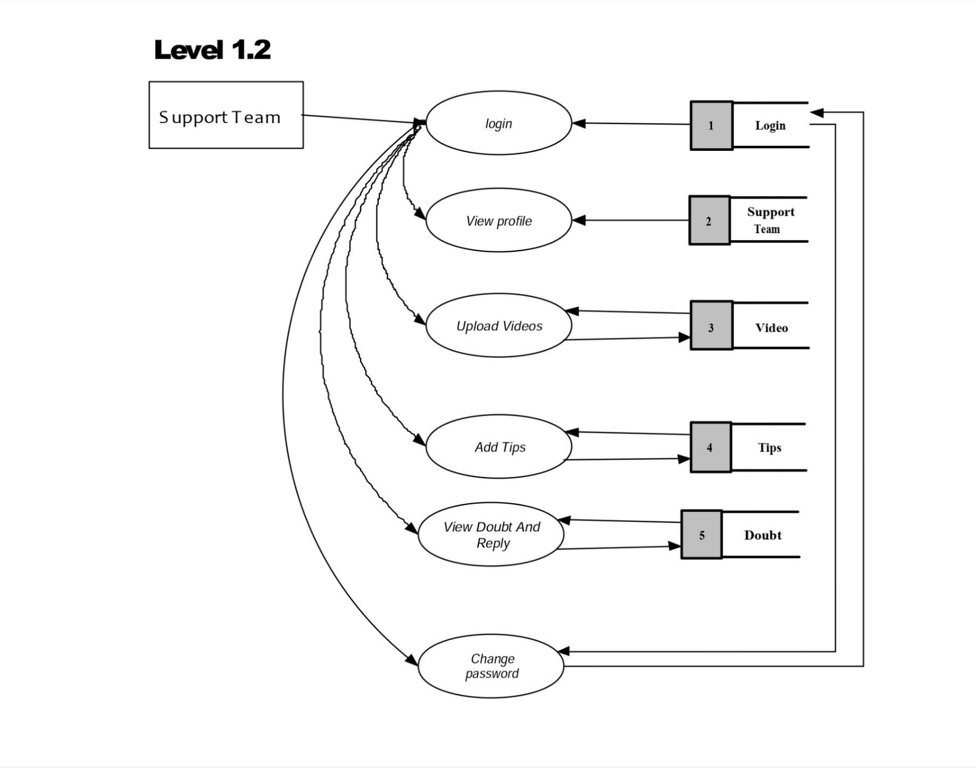 Level 1.2
Support Team
login
1
Login
View profile
2
Support
Team
Upload Videos
3
Video
Add Tips
4
Tips
View Doubt And
Reply
5
Doubt
Change
password